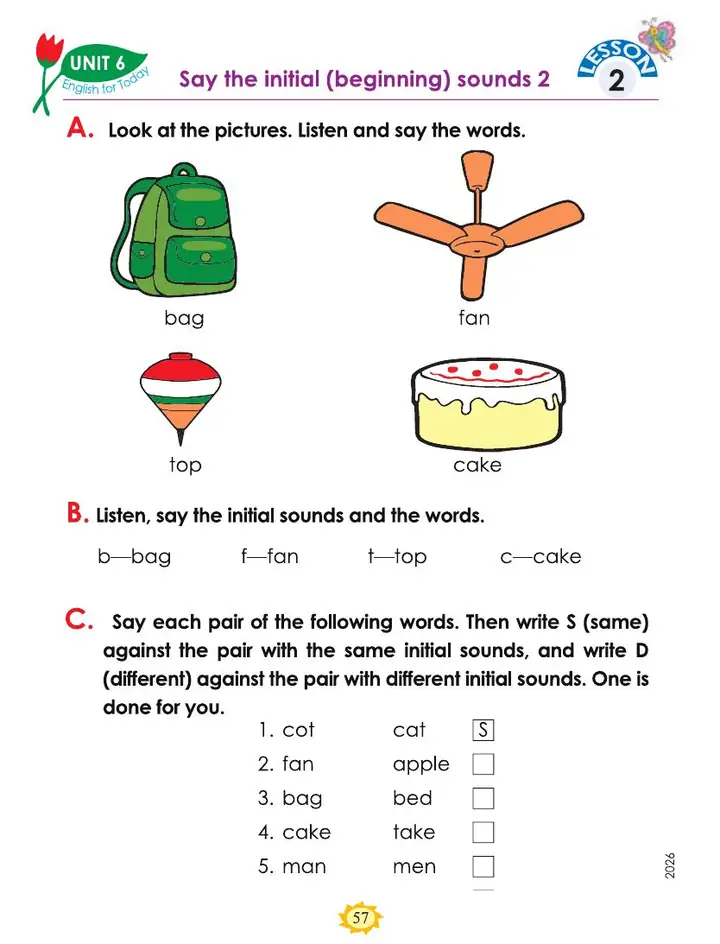 UNIT 6
English for Today
Say the initial (beginning) sounds 2
LESSON
2
A. Look at the pictures. Listen and say the words.
bag fan
top cake
B. Listen, say the initial sounds and the words.
b—bag f—fan t—top c—cake
C. Say each pair of the following words. Then write S (same)
against the pair with the same initial sounds, and write D
(different) against the pair with different initial sounds. One is
done for you.
1. cot cat S
2. fan apple
3. bag bed
4. cake take
5. man men
2026
57